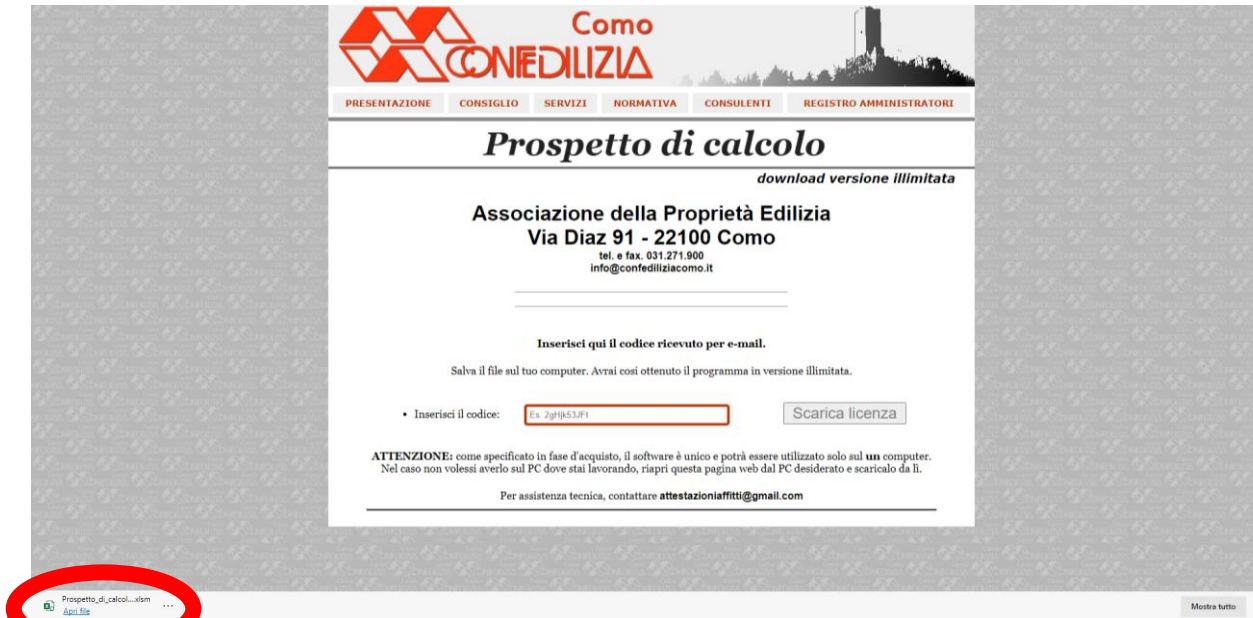 Como
CONFEDILIZIA
PRESENTAZIONE CONSIGLIO SERVIZI NORMATIVA CONSULENTI REGISTRO AMMINISTRATORI
Prospetto di calcolo
download versione illimitata
Associazione della Proprietà Edilizia
Via Diaz 91 - 22100 Como
tel. e fax. 031.271.900
info@confediliziacomo.it
Inserisci qui il codice ricevuto per e-mail.
Salva il file sul tuo computer. Avrai così ottenuto il programma in versione illimitata.
• Inserisci il codice: Es. 2gHjk53JFt Scarica licenza
ATTENZIONE: come specificato in fase d'acquisto, il software è unico e potrà essere utilizzato solo sul un computer.
Nel caso non volessi averlo sul PC dove stai lavorando, riapri questa pagina web dal PC desiderato e scaricalo da lì.
Per assistenza tecnica, contattare attestazioniaffitti@gmail.com
Prospetto_di_calcol....xlsm
Apri file
Mostra tutto